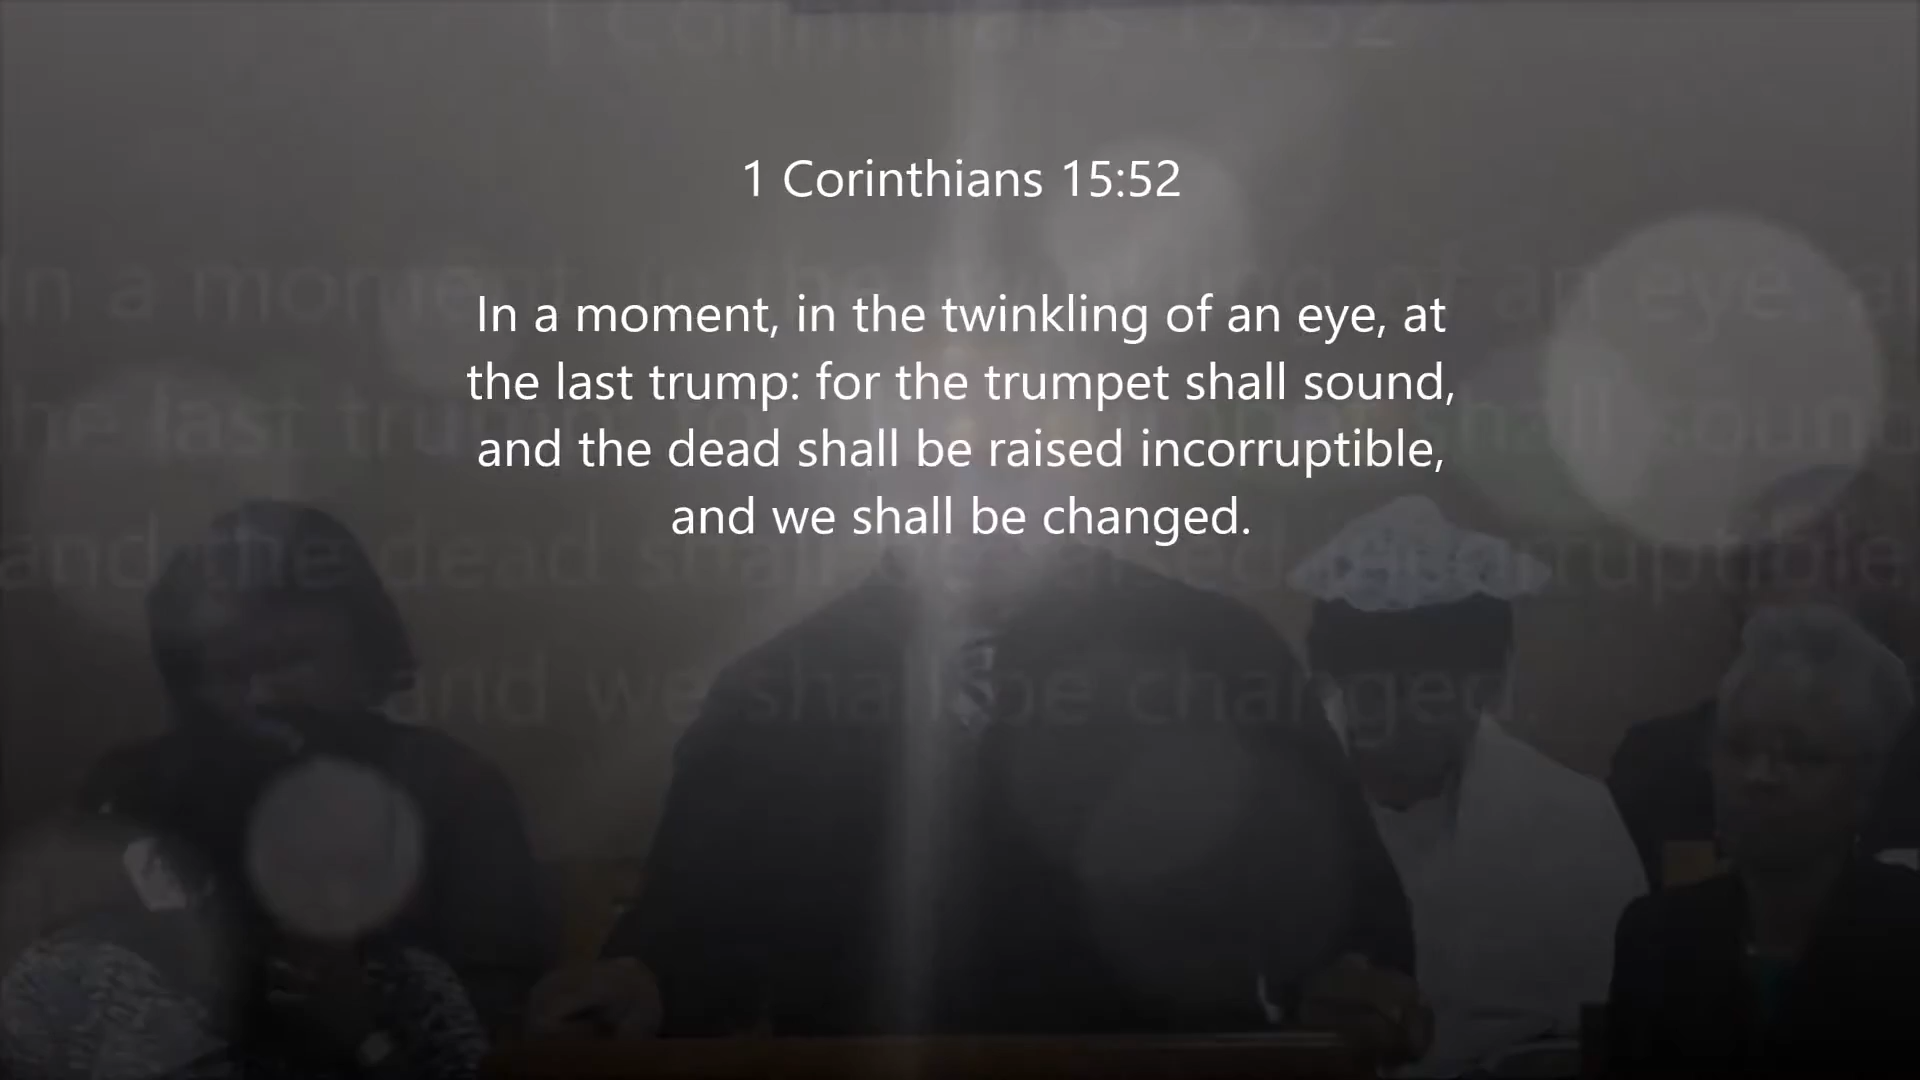 1 Corinthians 15:52
In a moment, in the twinkling of an eye, at
the last trump: for the trumpet shall sound,
and the dead shall be raised incorruptible,
and we shall be changed.